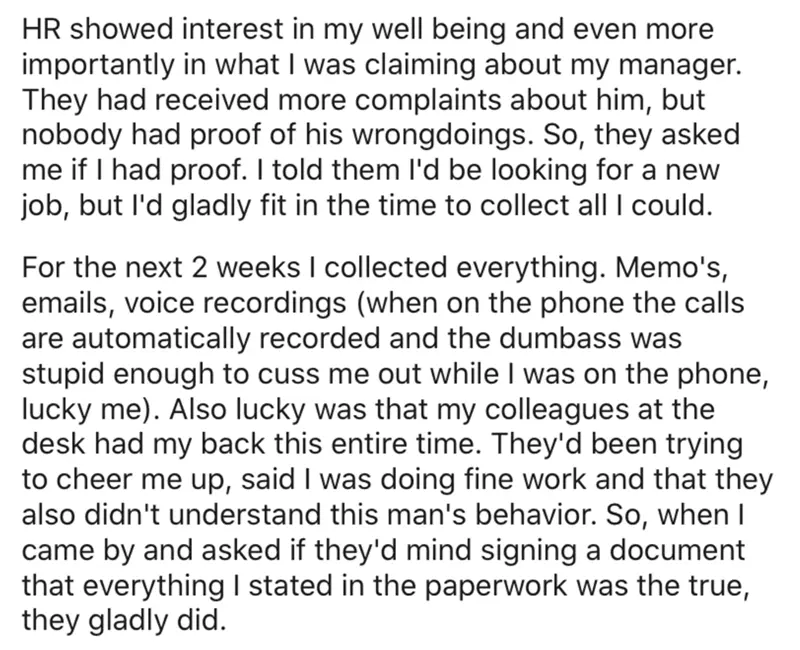 HR showed interest in my well being and even more
importantly in what I was claiming about my manager.
They had received more complaints about him, but
nobody had proof of his wrongdoings. So, they asked
me if I had proof. I told them I'd be looking for a new
job, but I'd gladly fit in the time to collect all I could.
For the next 2 weeks I collected everything. Memo's,
emails, voice recordings (when on the phone the calls
are automatically recorded and the dumbass was
stupid enough to cuss me out while I was on the phone,
lucky me). Also lucky was that my colleagues at the
desk had my back this entire time. They'd been trying
to cheer me up, said I was doing fine work and that they
also didn't understand this man's behavior. So, when I
came by and asked if they'd mind signing a document
that everything I stated in the paperwork was the true,
they gladly did.